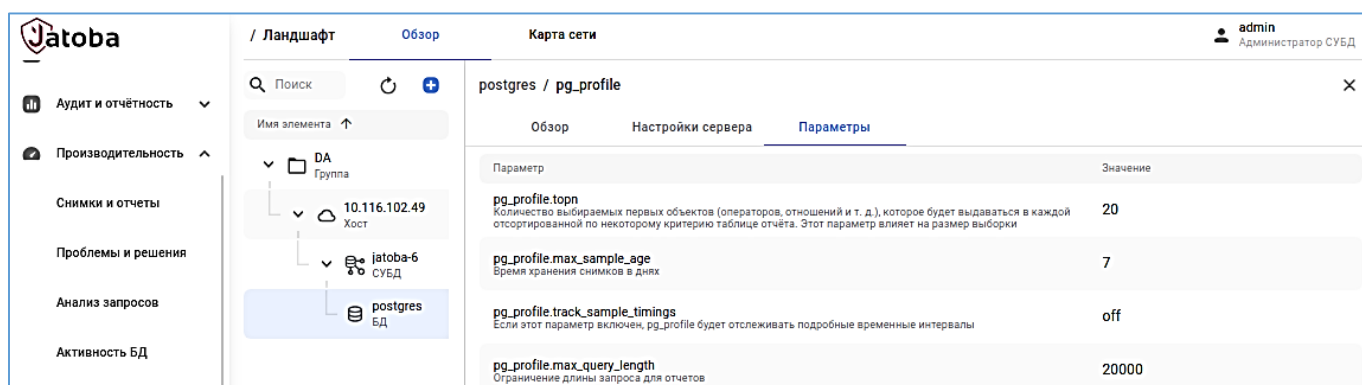 Jatoba
/ Ландшафт
Обзор
Карта сети
admin
Администратор СУБД
Аудит и отчётность
Производительность
Снимки и отчеты
Проблемы и решения
Анализ запросов
Активность БД
Поиск
Имя элемента
DA
Группа
10.116.102.49
Хост
jatoba-6
СУБД
postgres
БД
postgres / pg_profile
Обзор
Настройки сервера
Параметры
Параметр
Значение
pg_profile.topn
Количество выбираемых первых объектов (операторов, отношений и т. д.), которое будет выдаваться в каждой
отсортированной по некоторому критерию таблице отчёта. Этот параметр влияет на размер выборки
20
pg_profile.max_sample_age
Время хранения снимков в днях
7
pg_profile.track_sample_timings
Если этот параметр включен, pg_profile будет отслеживать подробные временные интервалы
off
pg_profile.max_query_length
Ограничение длины запроса для отчетов
20000